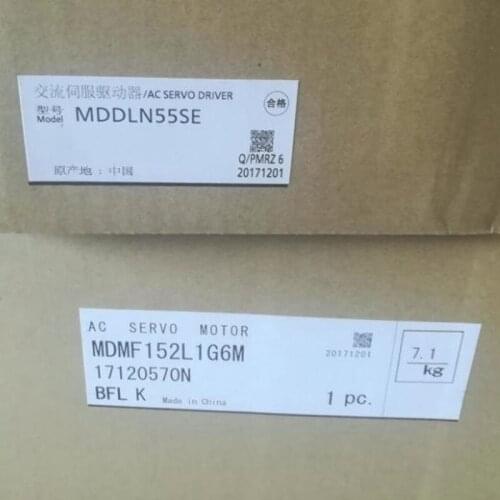 交流伺服驱动器/AC SERVO DRIVER
型号 Model MDDLN55SE
合格
Q/PMRZ 6
原产地：中国 20171201
AC SERVO MOTOR
MDMF152L1G6M 20171201 7.1 kg
17120570N
BFL K Made in China 1 pc.